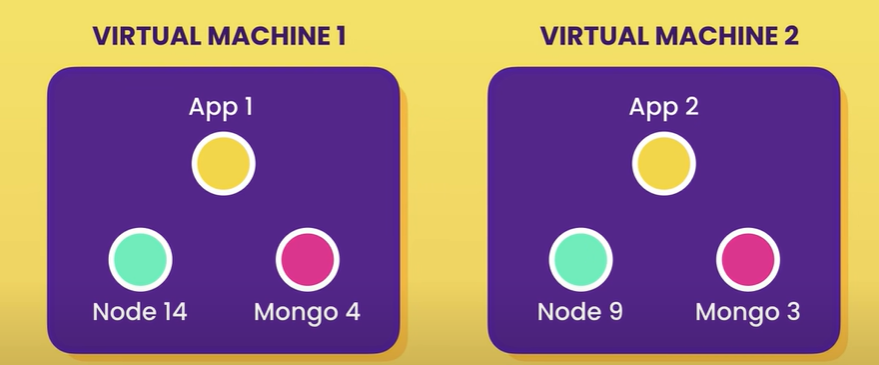 VIRTUAL MACHINE 1
App 1
Node 14
Mongo 4
VIRTUAL MACHINE 2
App 2
Node 9
Mongo 3